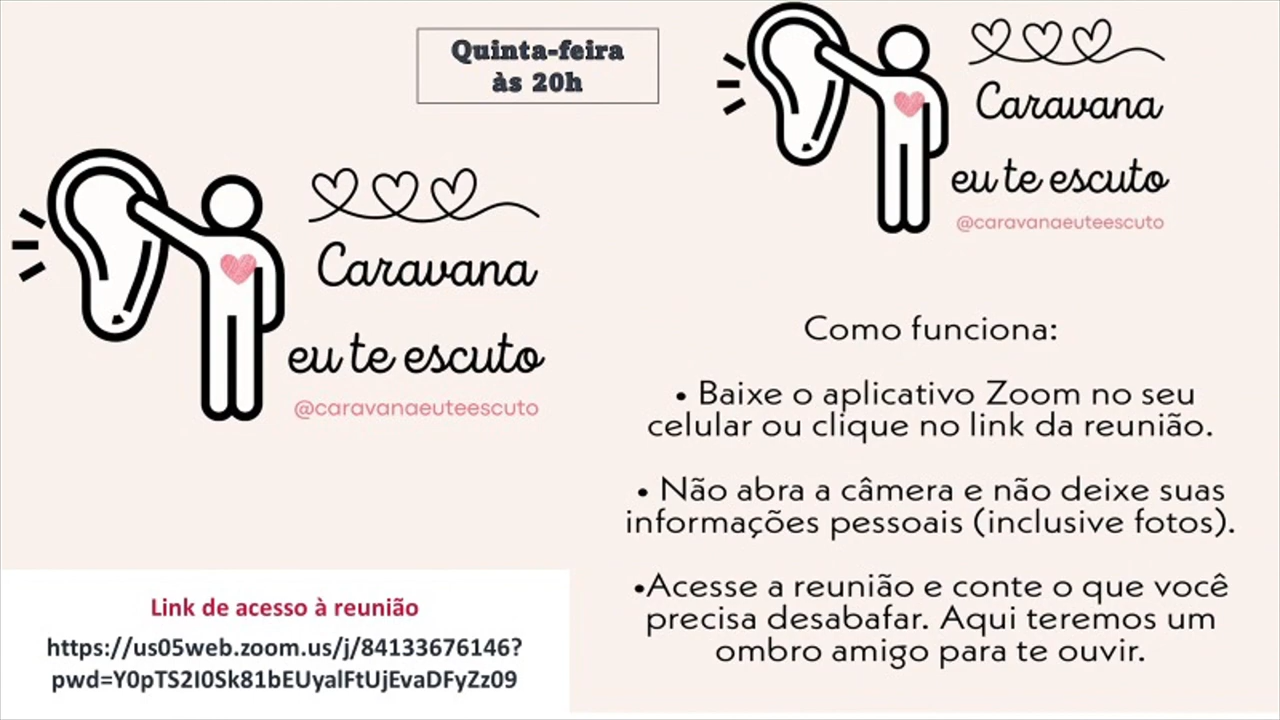 Quinta-feira
às 20h
Caravana
eu te escuto
@caravanaeuteescuto
Caravana
eu te escuto
@caravanaeuteescuto
Como funciona:
• Baixe o aplicativo Zoom no seu
celular ou clique no link da reunião.
• Não abra a câmera e não deixe suas
informações pessoais (inclusive fotos).
•Acesse a reunião e conte o que você
precisa desabafar. Aqui teremos um
ombro amigo para te ouvir.
Link de acesso à reunião
https://us05web.zoom.us/j/84133676146?
pwd=Y0pTS2I0Sk81bEUyalFtUjEvaDFyZz09